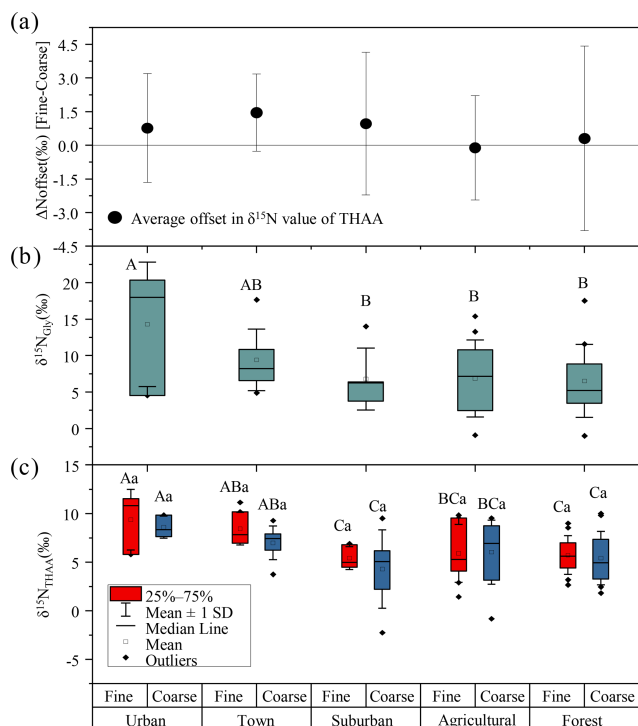 (a)
4.5
3.0
1.5
0.0
-1.5
-3.0
-4.5
ΔNoffset(‰) [Fine-Coarse]
Average offset in δ¹⁵N value of THAA
(b)
A
AB
B
B
B
20
15
10
5
0
δ¹⁵N_Gly(‰)
(c)
15
10
5
0
-5
δ¹⁵N_THAA(‰)
Aa Aa ABa ABa Ca Ca BCa BCa Ca Ca
25%–75%
Mean ± 1 SD
Median Line
Mean
Outliers
Fine Coarse Fine Coarse Fine Coarse Fine Coarse Fine Coarse
Urban Town Suburban Agricultural Forest